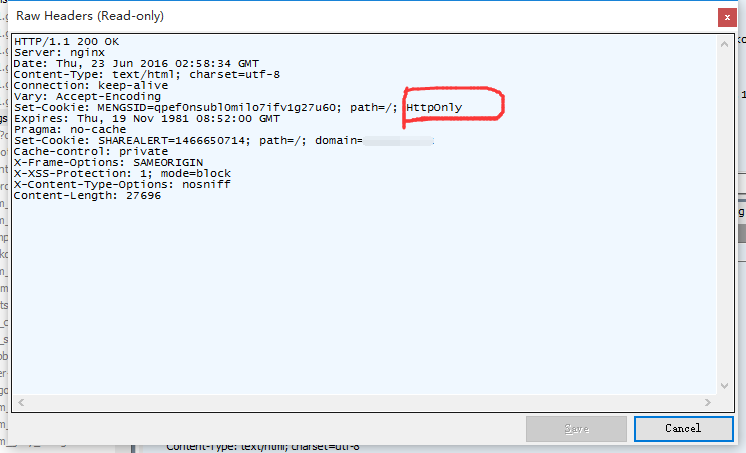 Raw Headers (Read-only)
HTTP/1.1 200 OK
Server: nginx
Date: Thu, 23 Jun 2016 02:58:34 GMT
Content-Type: text/html; charset=utf-8
Connection: keep-alive
Vary: Accept-Encoding
Set-Cookie: MENGSID=qpef0nsubl0milo7ifv1g27u60; path=/; HttpOnly
Expires: Thu, 19 Nov 1981 08:52:00 GMT
Pragma: no-cache
Set-Cookie: SHAREALERT=1466650714; path=/; domain=
Cache-control: private
X-Frame-Options: SAMEORIGIN
X-XSS-Protection: 1; mode=block
X-Content-Type-Options: nosniff
Content-Length: 27696
Save
Cancel
Content-Type: text/html; charset=utf-8